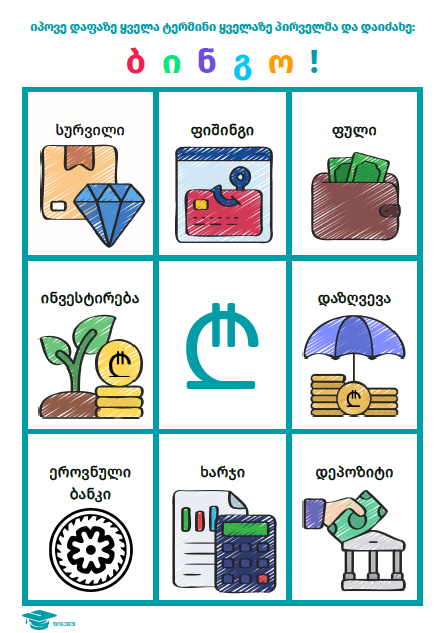 იპოვე დაფაზე ყველა ტერმინი ყველაზე პირველმა და დაიძახე:
ბინგო!
სურვილი
ფიშინგი
ფული
ინვესტირება
დაზღვევა
ეროვნული
ბანკი
ხარჯი
დეპოზიტი